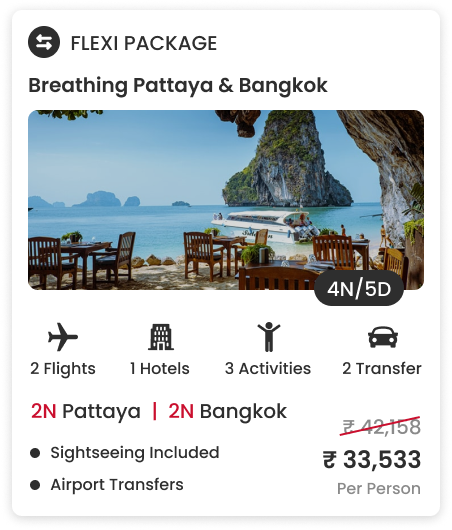 FLEXI PACKAGE
Breathing Pattaya & Bangkok
4N/5D
2 Flights 1 Hotels 3 Activities 2 Transfer
2N Pattaya | 2N Bangkok
₹ 42,158
Sightseeing Included
₹ 33,533
Airport Transfers
Per Person